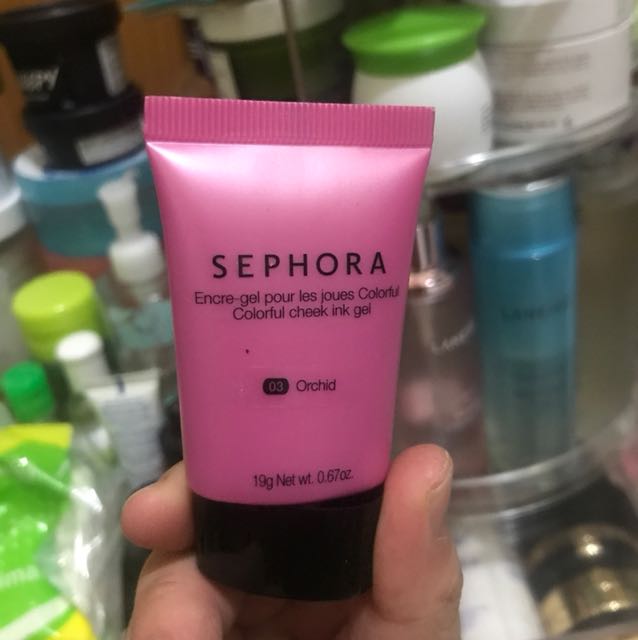 SEPHORA
Encre-gel pour les joues Colorful
Colorful cheek ink gel
03 Orchid
19g Net wt. 0.67oz.